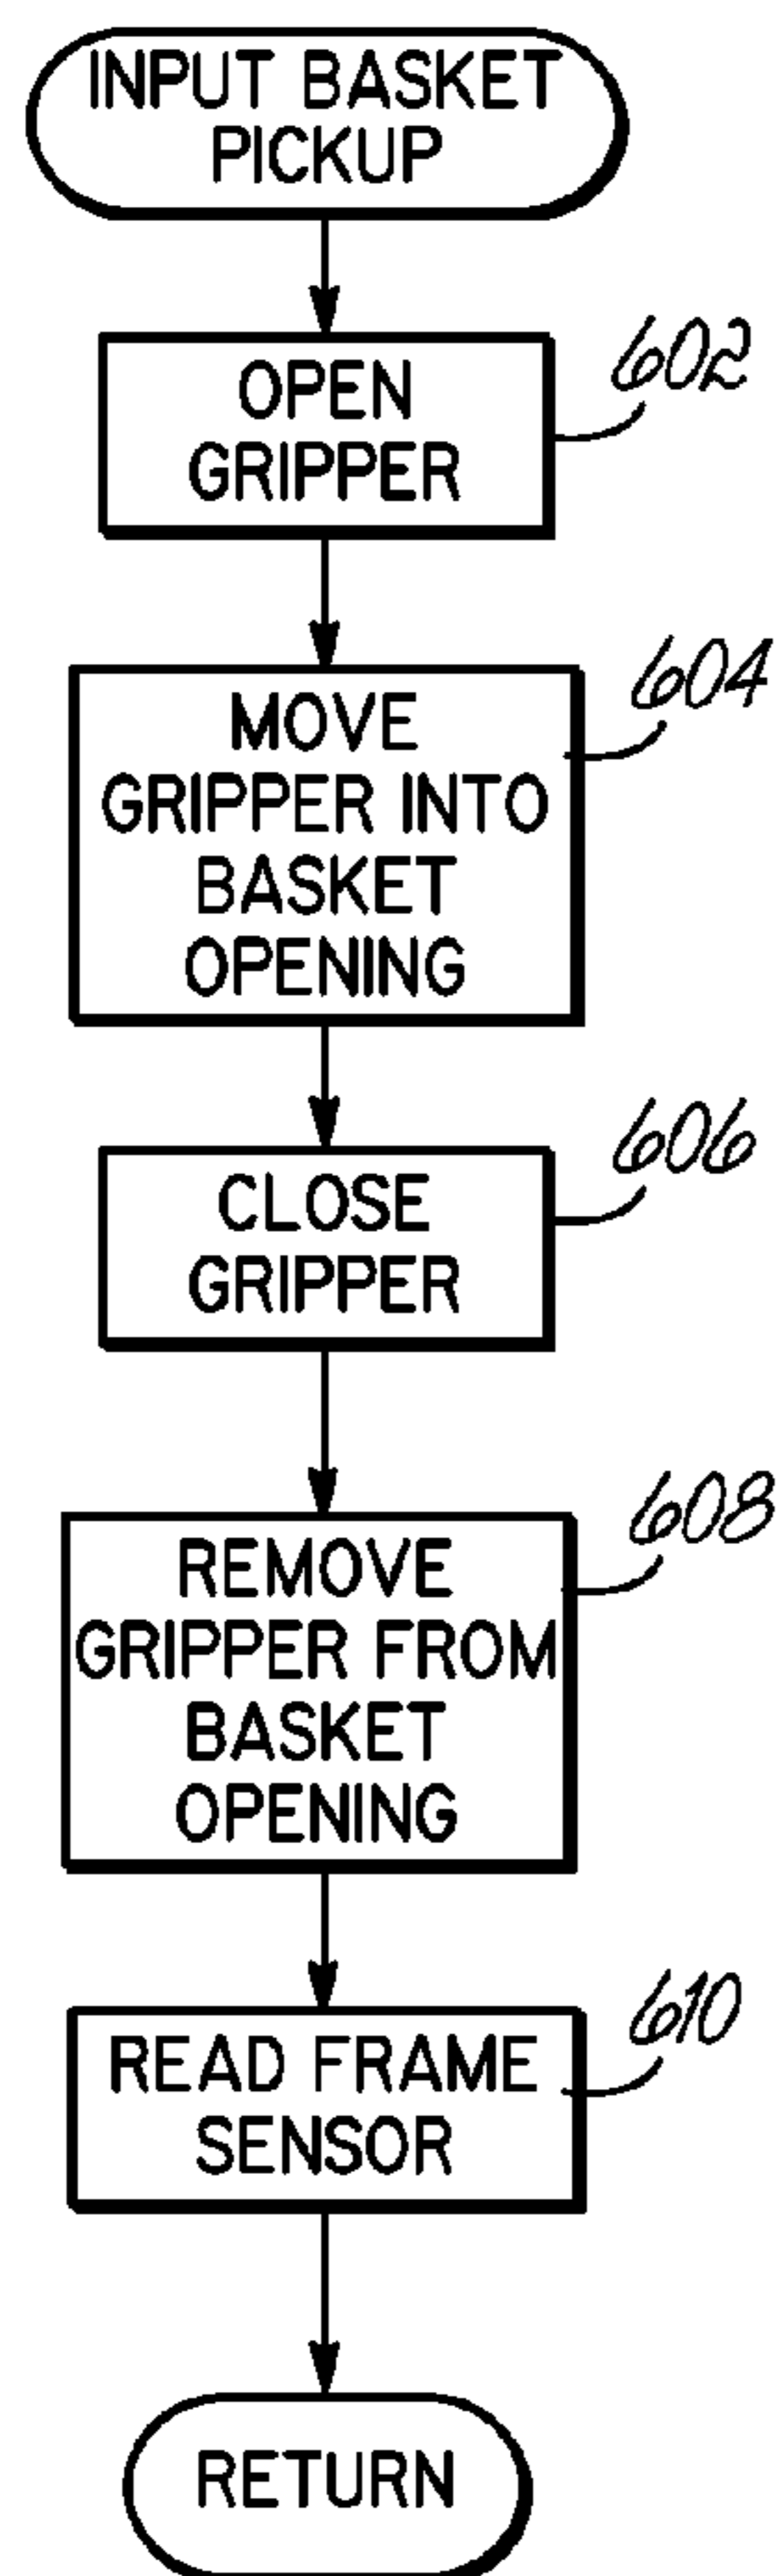 INPUT BASKET
PICKUP
OPEN
GRIPPER
602
MOVE
GRIPPER INTO
BASKET
OPENING
604
CLOSE
GRIPPER
606
REMOVE
GRIPPER FROM
BASKET
OPENING
608
READ FRAME
SENSOR
610
RETURN